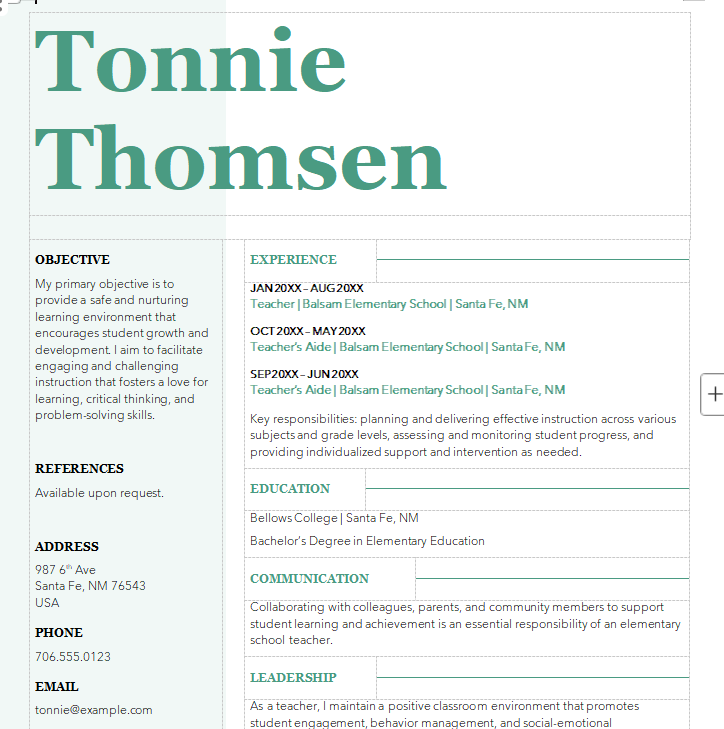 Tonnie
Thomsen
OBJECTIVE
My primary objective is to
provide a safe and nurturing
learning environment that
encourages student growth and
development. I aim to facilitate
engaging and challenging
instruction that fosters a love for
learning, critical thinking, and
problem-solving skills.
REFERENCES
Available upon request.
ADDRESS
987 6th Ave
Santa Fe, NM 76543
USA
PHONE
706.555.0123
EMAIL
tonnie@example.com
EXPERIENCE
JAN 20XX – AUG 20XX
Teacher | Balsam Elementary School | Santa Fe, NM
OCT 20XX – MAY 20XX
Teacher's Aide | Balsam Elementary School | Santa Fe, NM
SEP 20XX – JUN 20XX
Teacher's Aide | Balsam Elementary School | Santa Fe, NM
Key responsibilities: planning and delivering effective instruction across various
subjects and grade levels, assessing and monitoring student progress, and
providing individualized support and intervention as needed.
EDUCATION
Bellows College | Santa Fe, NM
Bachelor's Degree in Elementary Education
COMMUNICATION
Collaborating with colleagues, parents, and community members to support
student learning and achievement is an essential responsibility of an elementary
school teacher.
LEADERSHIP
As a teacher, I maintain a positive classroom environment that promotes
student engagement, behavior management, and social-emotional